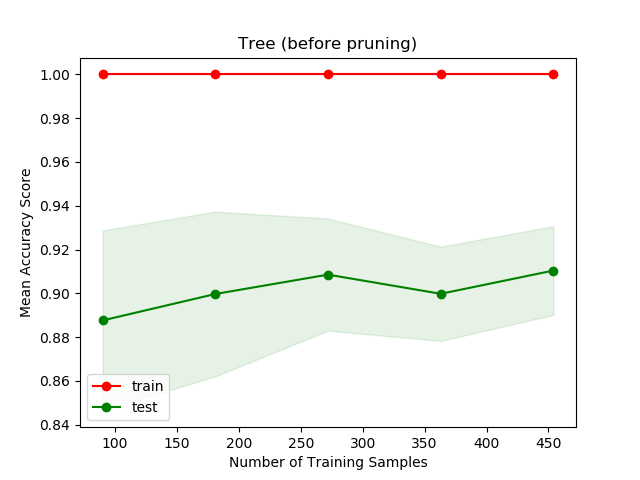 Tree (before pruning)
Mean Accuracy Score
1.00
0.98
0.96
0.94
0.92
0.90
0.88
0.86
0.84
train
test
100 150 200 250 300 350 400 450
Number of Training Samples